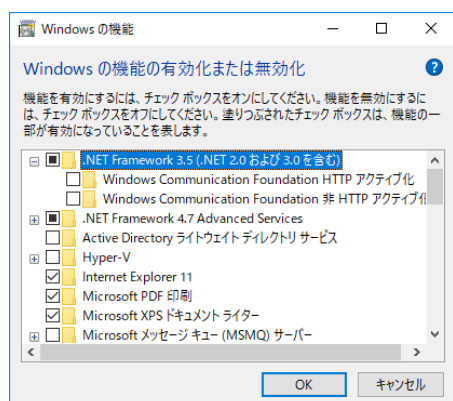 Windows の機能
Windows の機能の有効化または無効化
機能を有効にするには、チェック ボックスをオンにしてください。機能を無効にするに
は、チェック ボックスをオフにしてください。塗りつぶされたチェック ボックスは、機能の一
部が有効になっていることを表します。
.NET Framework 3.5 (.NET 2.0 および 3.0 を含む)
Windows Communication Foundation HTTP アクティブ化
Windows Communication Foundation 非 HTTP アクティブ
.NET Framework 4.7 Advanced Services
Active Directory ライトウェイト ディレクトリ サービス
Hyper-V
Internet Explorer 11
Microsoft PDF 印刷
Microsoft XPS ドキュメント ライター
Microsoft メッセージ キュー (MSMQ) サーバー
OK
キャンセル